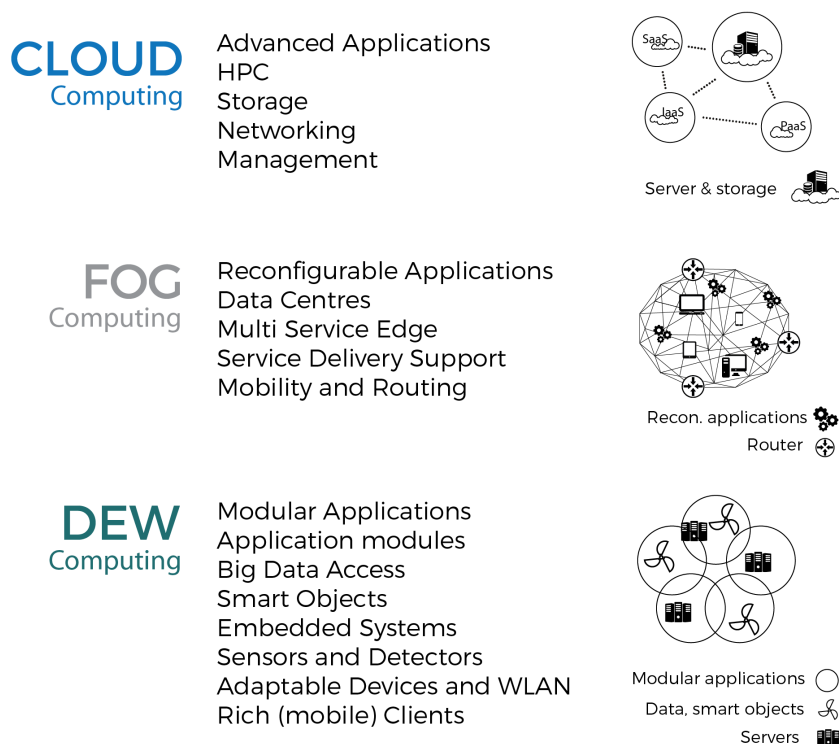 CLOUD
Computing
Advanced Applications
HPC
Storage
Networking
Management
SaaS
IaaS
PaaS
Server & storage
FOG
Computing
Reconfigurable Applications
Data Centres
Multi Service Edge
Service Delivery Support
Mobility and Routing
Recon. applications
Router
DEW
Computing
Modular Applications
Application modules
Big Data Access
Smart Objects
Embedded Systems
Sensors and Detectors
Adaptable Devices and WLAN
Rich (mobile) Clients
Modular applications
Data, smart objects
Servers